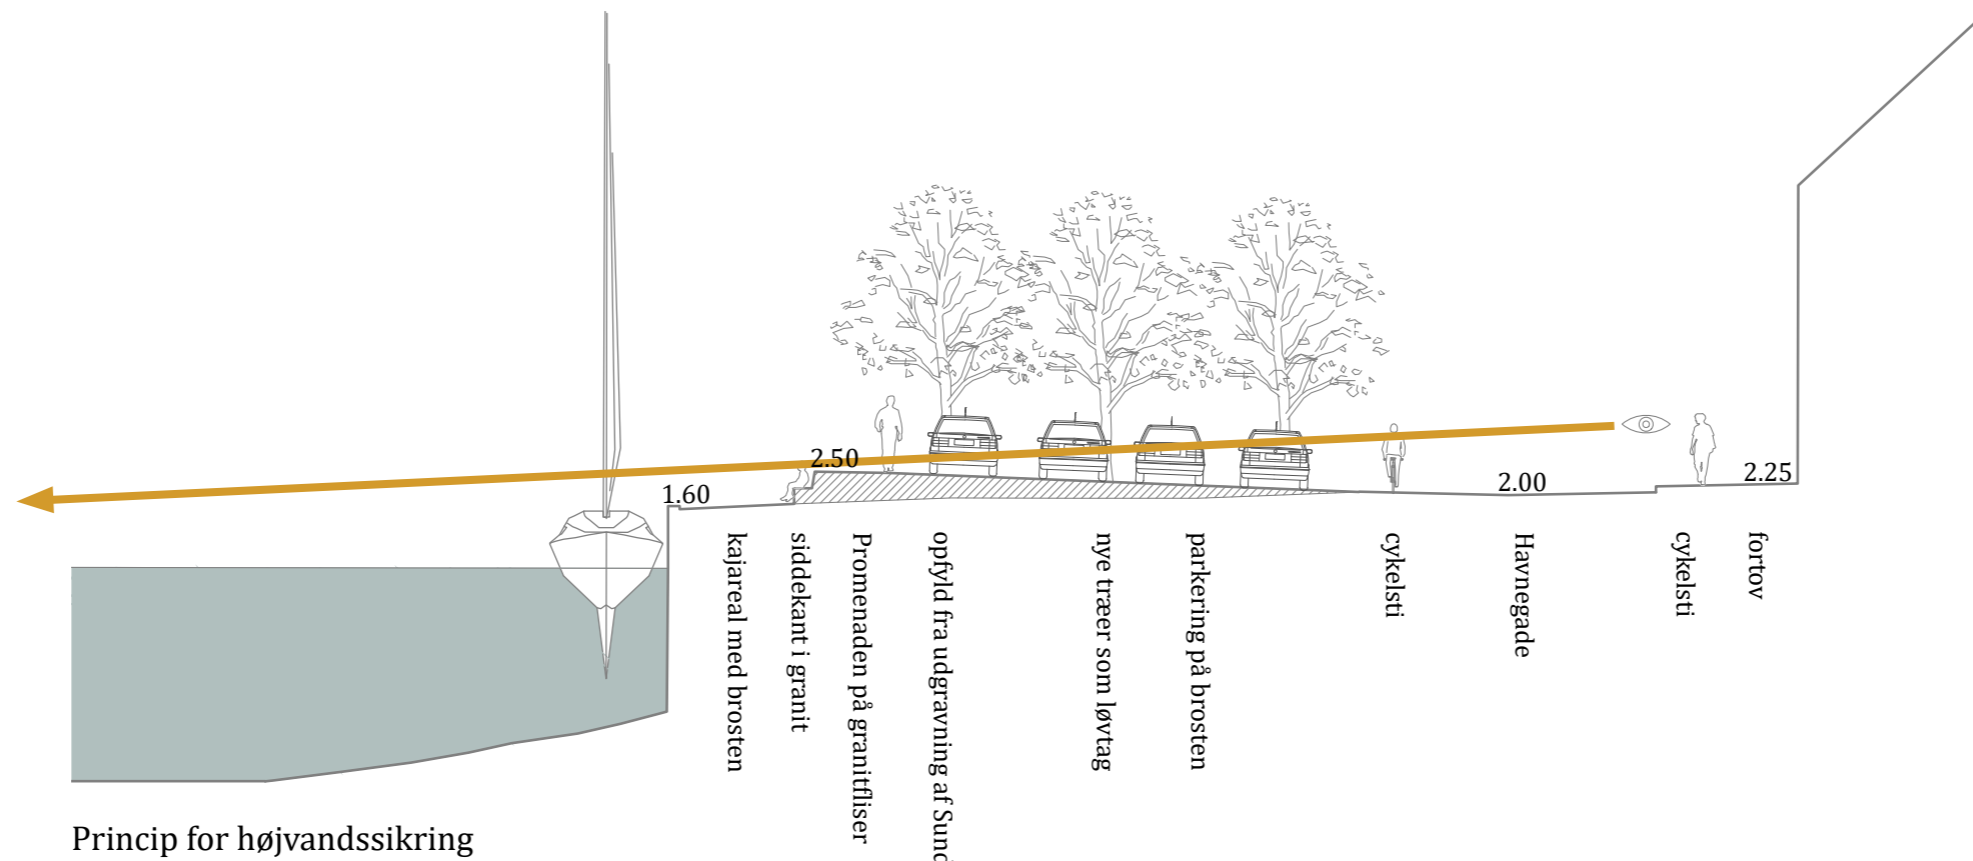 2.50
1.60
2.00
2.25
kajareal med brosten
siddekant i granit
Promenaden på granitfliser
opfyld fra udgravning af Sund
nye træer som løvtag
parkering på brosten
cykelsti
Havnegade
cykelsti
fortov
Princip for højvandssikring